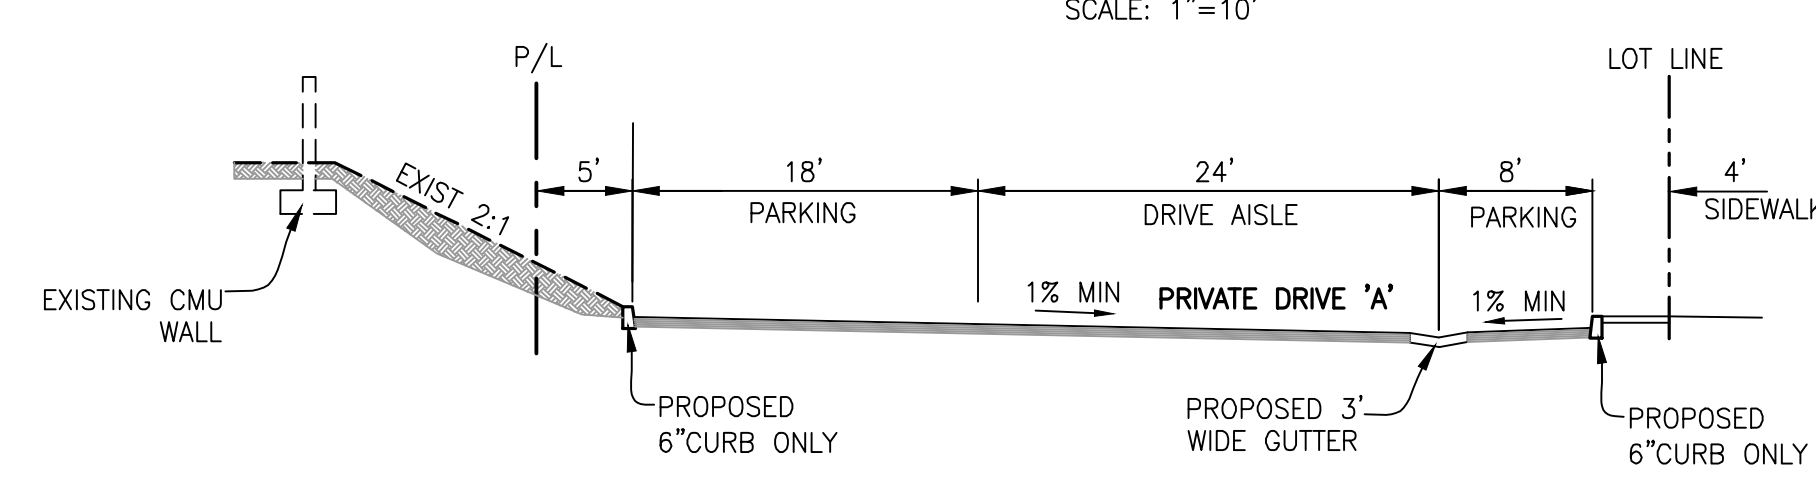 SCALE: 1"=10'
P/L
LOT LINE
EXIST 2:1
5'
18'
24'
8'
4'
PARKING
DRIVE AISLE
PARKING
SIDEWALK
1% MIN
PRIVATE DRIVE 'A'
1% MIN
EXISTING CMU
WALL
PROPOSED
6"CURB ONLY
PROPOSED 3'
WIDE GUTTER
PROPOSED
6"CURB ONLY